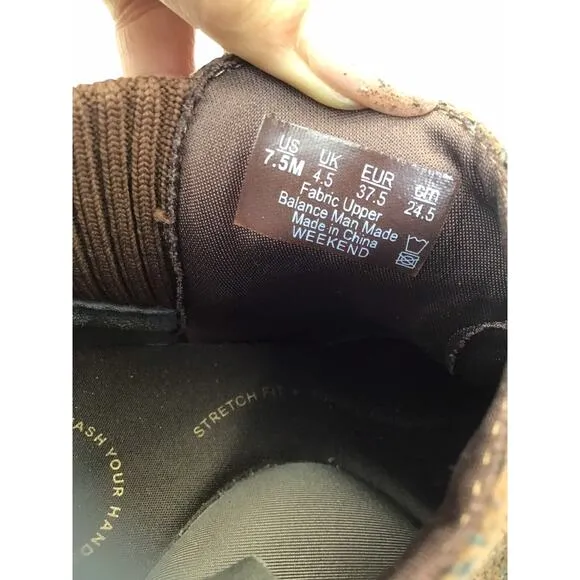 US UK EUR CM
7.5M 4.5 37.5 24.5
Fabric Upper
Balance Man Made
Made in China
WEEKEND
STRETCH FIT •
ASH YOUR HAND